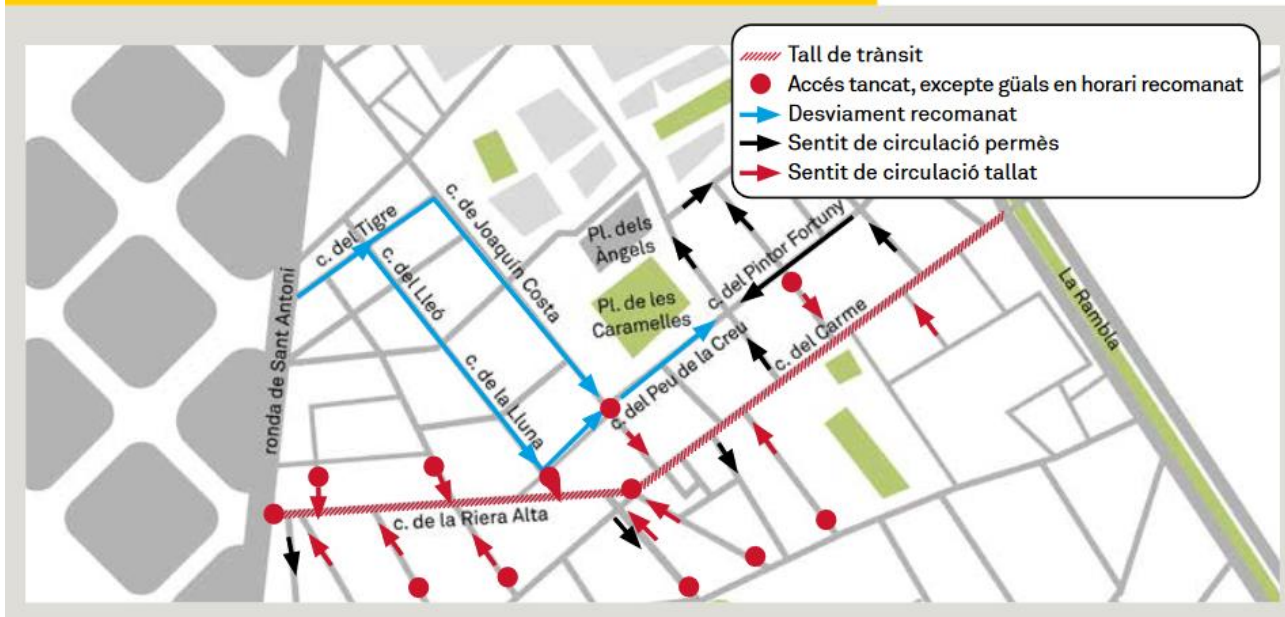 Tall de trànsit
Accés tancat, excepte güals en horari recomanat
Desviament recomanat
Sentit de circulació permès
Sentit de circulació tallat
c. del Tigre
c. de Joaquín Costa
Pl. dels
Àngels
c. del Pintor Fortuny
c. del Lleó
Pl. de les
Caramelles
La Rambla
ronda de Sant Antoni
c. de la Lluna
c. del Peu de la Creu
c. del Carme
c. de la Riera Alta